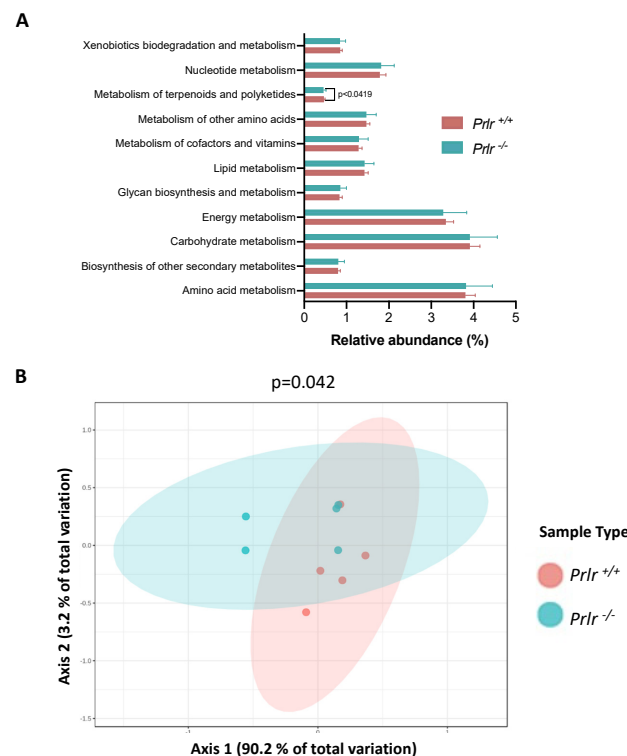 A
Xenobiotics biodegradation and metabolism
Nucleotide metabolism
Metabolism of terpenoids and polyketides
p<0.0419
Metabolism of other amino acids
Prlr +/+
Metabolism of cofactors and vitamins
Prlr -/-
Lipid metabolism
Glycan biosynthesis and metabolism
Energy metabolism
Carbohydrate metabolism
Biosynthesis of other secondary metabolites
Amino acid metabolism
0 1 2 3 4 5
Relative abundance (%)
B
p=0.042
1.0
0.5
0.0
-0.5
-1.0
-1.5
Axis 2 (3.2 % of total variation)
Sample Type
Prlr +/+
Prlr -/-
-1 0 1
Axis 1 (90.2 % of total variation)